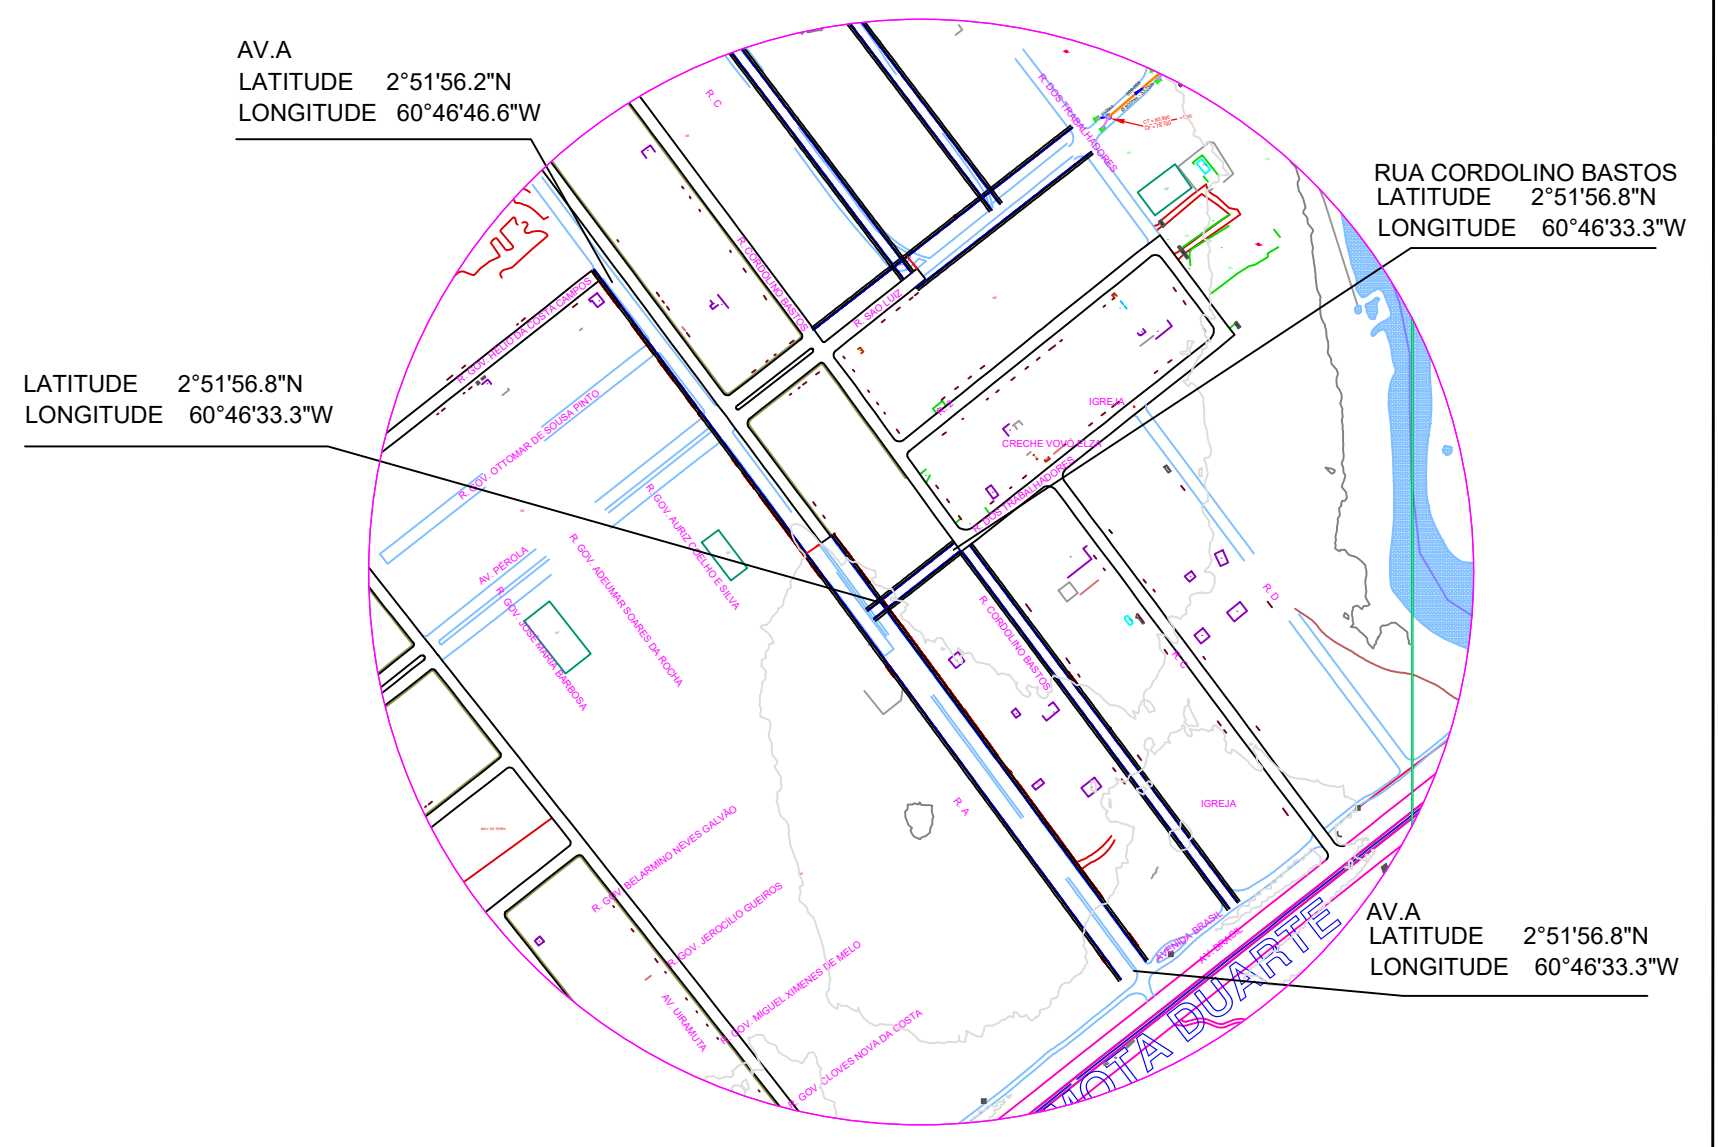 AV.A
LATITUDE 2°51'56.2"N
LONGITUDE 60°46'46.6"W
RUA CORDOLINO BASTOS
LATITUDE 2°51'56.8"N
LONGITUDE 60°46'33.3"W
LATITUDE 2°51'56.8"N
LONGITUDE 60°46'33.3"W
AV.A
LATITUDE 2°51'56.8"N
LONGITUDE 60°46'33.3"W
R. C
R. DOS TRABALHADORES
R. CORDOLINO BASTOS
R. SAO LUIZ
R. GOV. HELIO DA COSTA CAMPOS
R. GOV. OTTOMAR DE SOUSA PINTO
IGREJA
CRECHE VOVÓ ELZA
R. DOS TRABALHADORES
R. GOV. AURIZ COELHO E SILVA
R. GOV. ADEUMAR SOARES DA ROCHA
AV. PÉROLA
R. GOV. JOSÉ MARIA BARBOSA
R. CORDOLINO BASTOS
R. D
R. C
R. A
IGREJA
R. GOV. BELARMINO NEVES GALVÃO
R. GOV. JEROCÍLIO GUEIROS
R. GOV. MIGUEL XIMENES DE MELO
AV. UIRAMUTA
R. GOV. CLOVES NOVA DA COSTA
AVENIDA BRASIL
AV. BRASIL
MOTA DUARTE